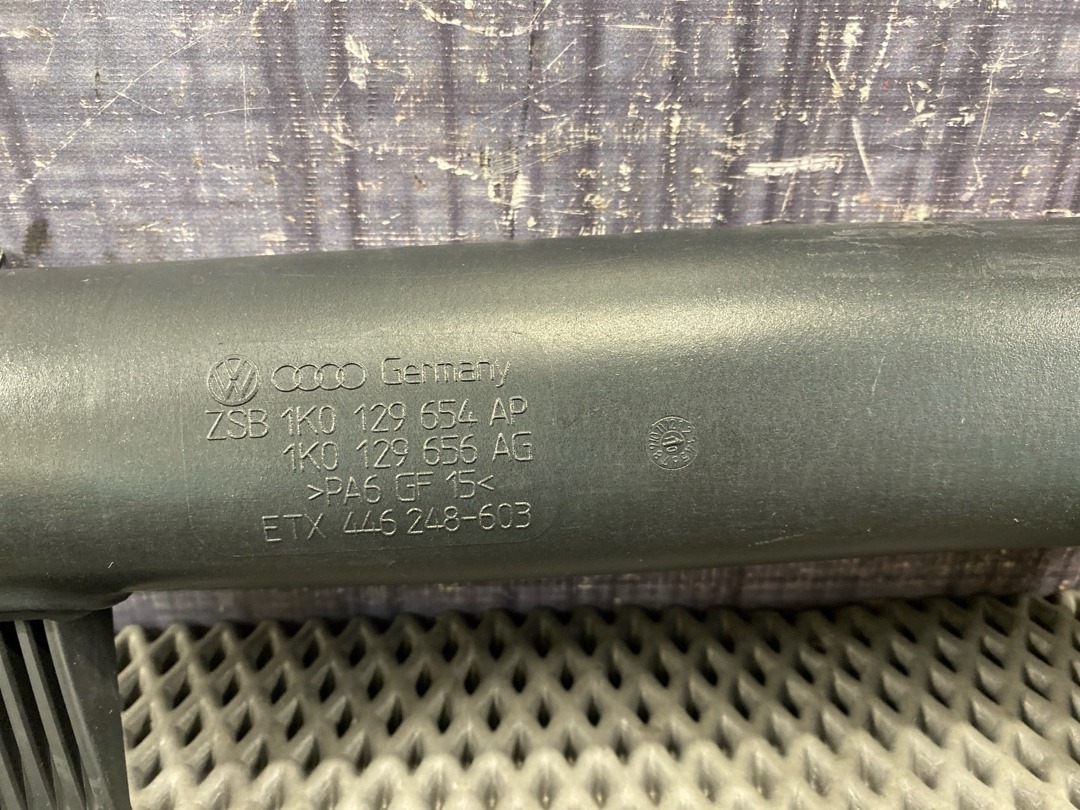 Germany
ZSB 1K0 129 654 AP
1K0 129 656 AG
>PA6 GF 15<
ETX 446 248-603